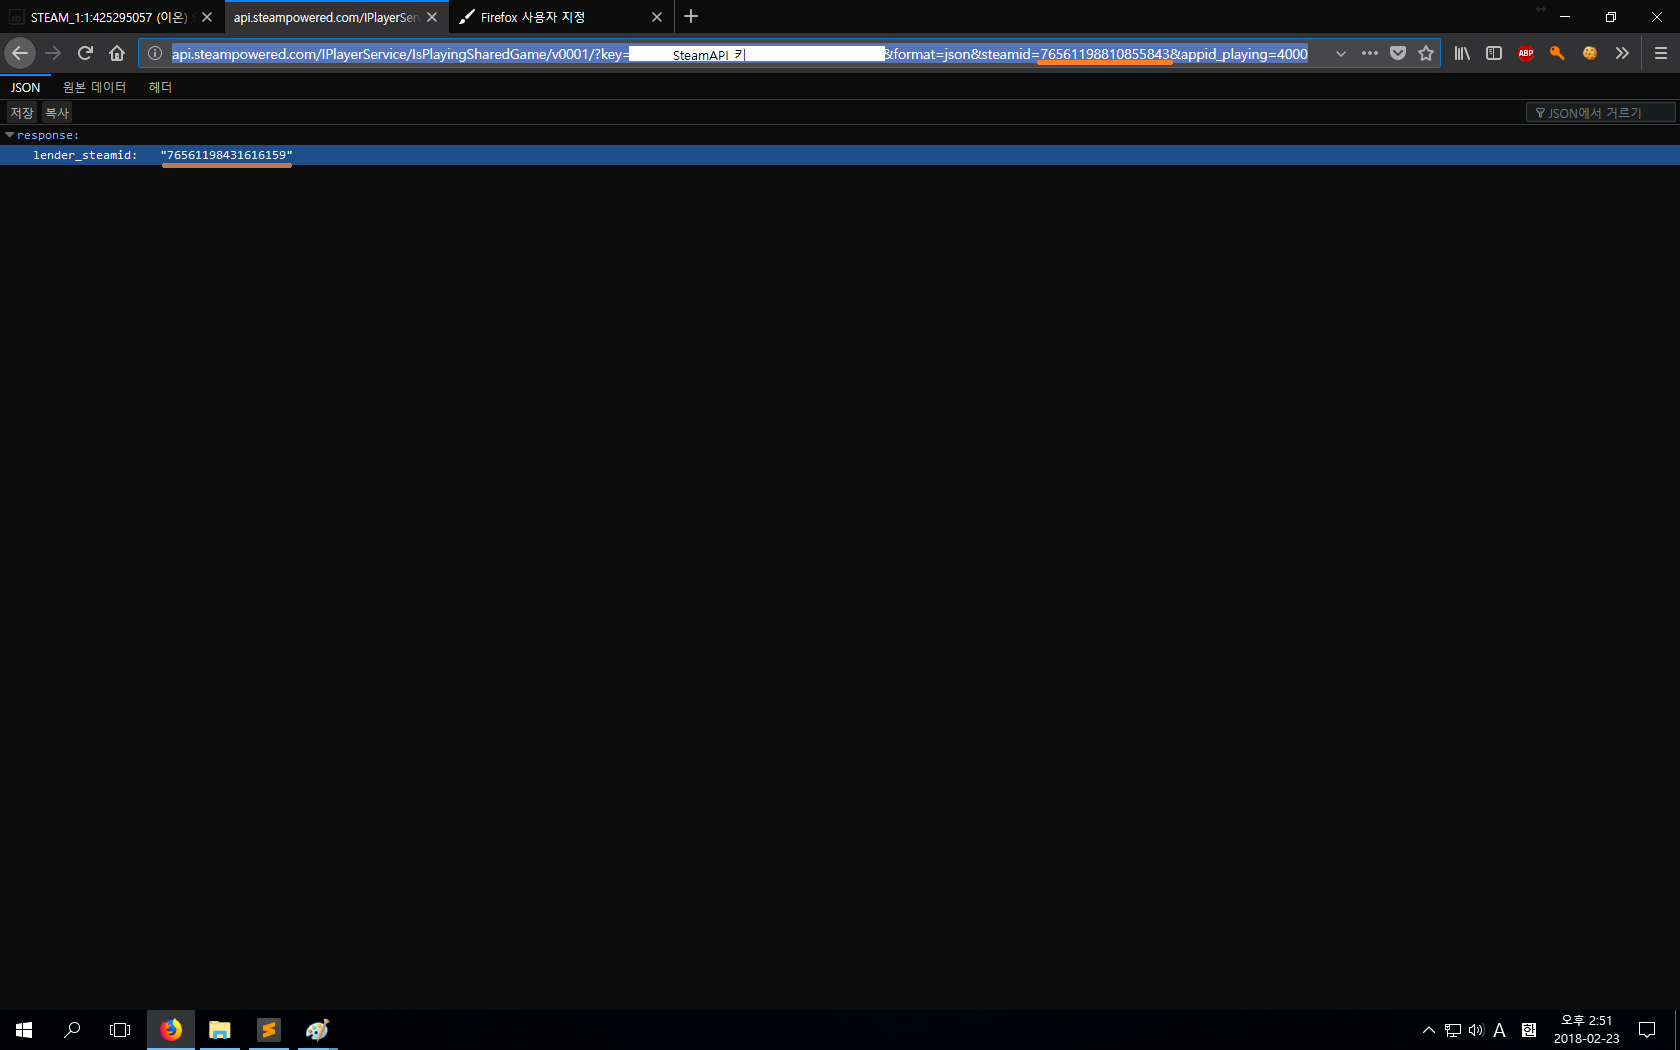 STEAM_1:1:425295057 (이온)
api.steampowered.com/IPlayerSer
Firefox 사용자 지정
api.steampowered.com/IPlayerService/IsPlayingSharedGame/v0001/?key= SteamAPI 키 &format=json&steamid=76561198810855843&appid_playing=4000
ABP
JSON 원본 데이터 헤더
저장 복사
JSON에서 거르기
response:
lender_steamid: "76561198431616159"
A 한
오후 2:51
2018-02-23